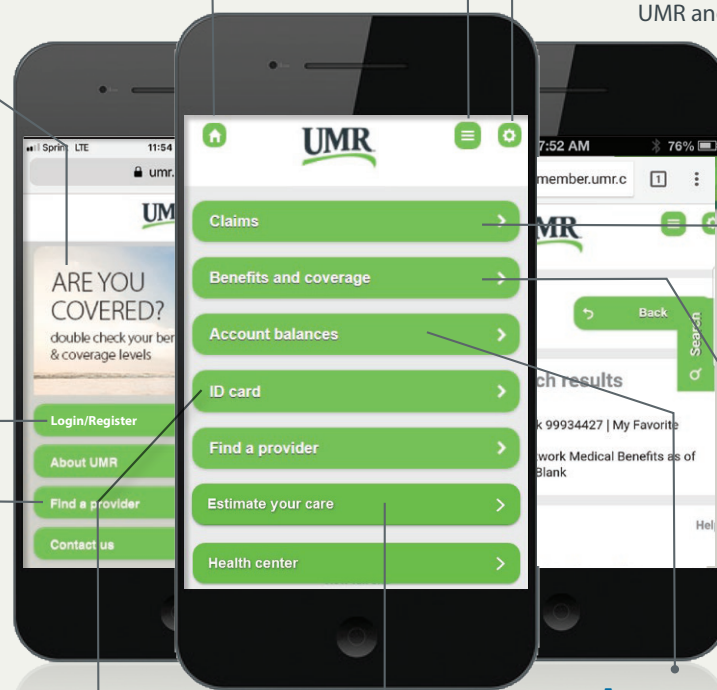 UMR and
Sprint LTE
11:54
umr.
UM
ARE YOU
COVERED?
double check your ber
& coverage levels
Login/Register
About UMR
Find a provider
Contact us
UMR
Claims
Benefits and coverage
Account balances
ID card
Find a provider
Estimate your care
Health center
7:52 AM
76%
member.umr.c
1
MR
Back
Search
ch results
k 99934427 | My Favorite
work Medical Benefits as of
Blank
Hel